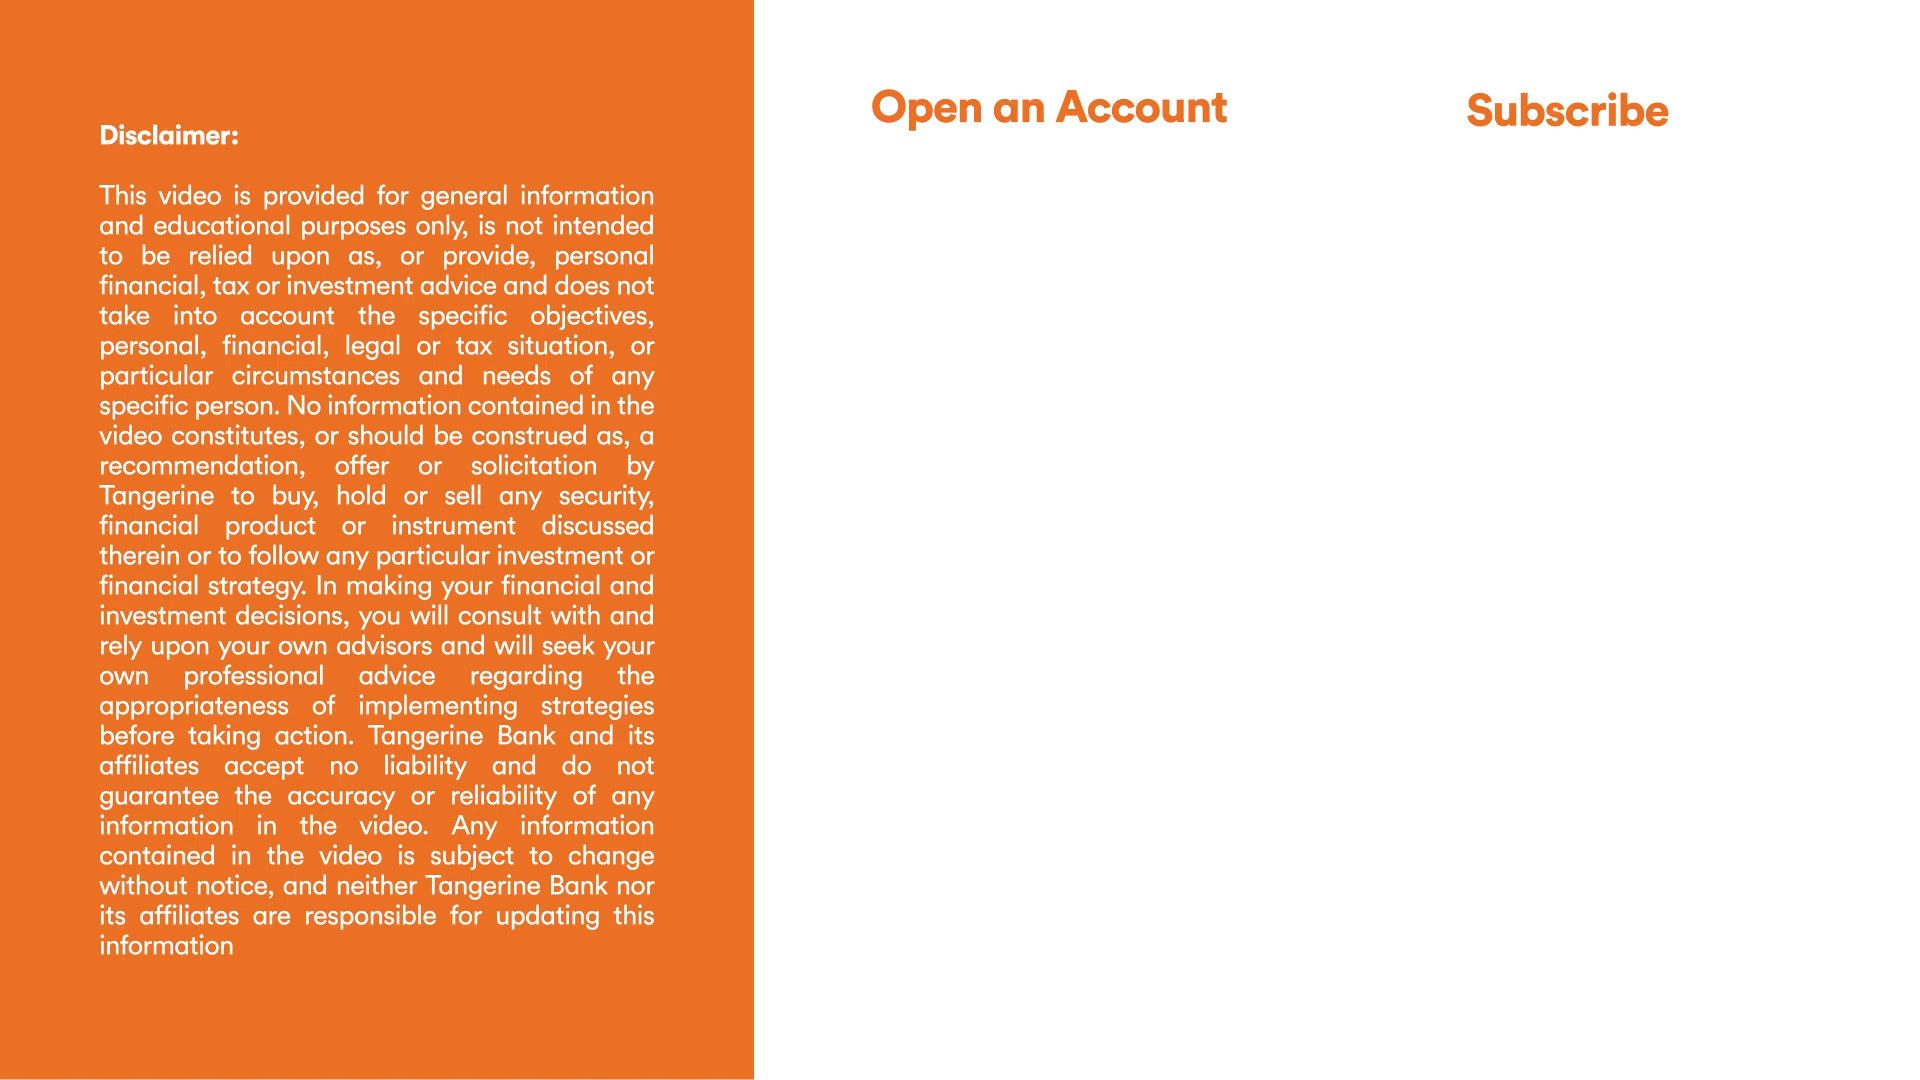 Disclaimer:
This video is provided for general information
and educational purposes only, is not intended
to be relied upon as, or provide, personal
financial, tax or investment advice and does not
take into account the specific objectives,
personal, financial, legal or tax situation, or
particular circumstances and needs of any
specific person. No information contained in the
video constitutes, or should be construed as, a
recommendation, offer or solicitation by
Tangerine to buy, hold or sell any security,
financial product or instrument discussed
therein or to follow any particular investment or
financial strategy. In making your financial and
investment decisions, you will consult with and
rely upon your own advisors and will seek your
own professional advice regarding the
appropriateness of implementing strategies
before taking action. Tangerine Bank and its
affiliates accept no liability and do not
guarantee the accuracy or reliability of any
information in the video. Any information
contained in the video is subject to change
without notice, and neither Tangerine Bank nor
its affiliates are responsible for updating this
information
Open an Account
Subscribe